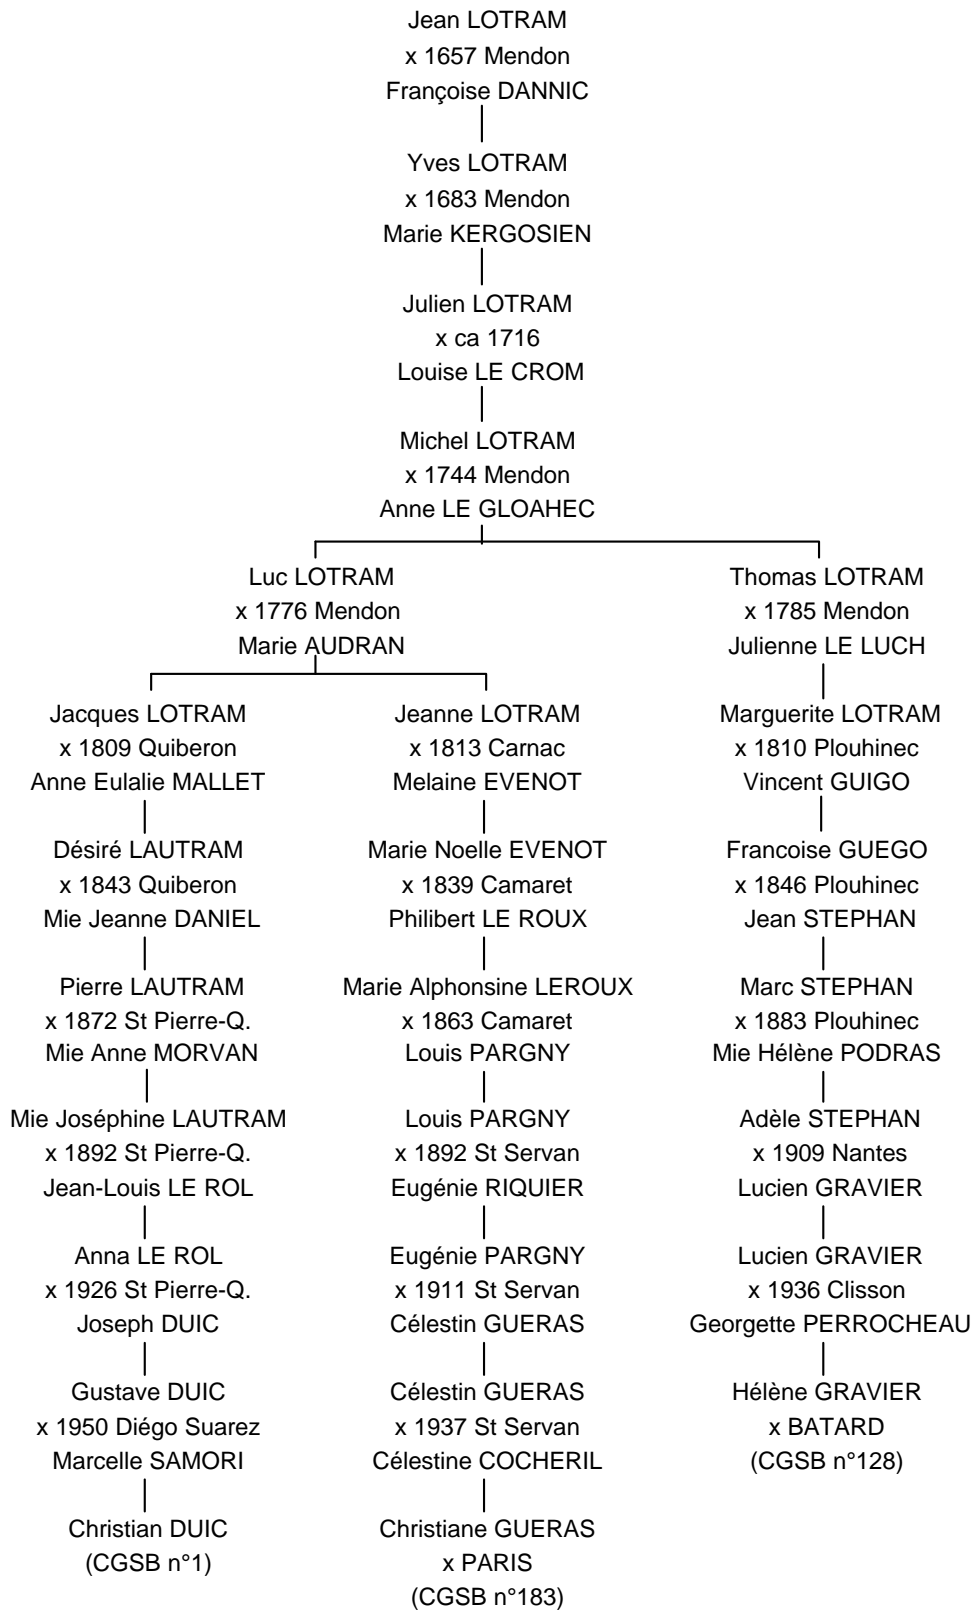 Jean LOTRAM
x 1657 Mendon
Françoise DANNIC
Yves LOTRAM
x 1683 Mendon
Marie KERGOSIEN
Julien LOTRAM
x ca 1716
Louise LE CROM
Michel LOTRAM
x 1744 Mendon
Anne LE GLOAHEC
Luc LOTRAM
x 1776 Mendon
Marie AUDRAN
Thomas LOTRAM
x 1785 Mendon
Julienne LE LUCH
Jacques LOTRAM
x 1809 Quiberon
Anne Eulalie MALLET
Désiré LAUTRAM
x 1843 Quiberon
Mie Jeanne DANIEL
Pierre LAUTRAM
x 1872 St Pierre-Q.
Mie Anne MORVAN
Mie Joséphine LAUTRAM
x 1892 St Pierre-Q.
Jean-Louis LE ROL
Anna LE ROL
x 1926 St Pierre-Q.
Joseph DUIC
Gustave DUIC
x 1950 Diégo Suarez
Marcelle SAMORI
Christian DUIC
(CGSB n°1)
Jeanne LOTRAM
x 1813 Carnac
Melaine EVENOT
Marie Noelle EVENOT
x 1839 Camaret
Philibert LE ROUX
Marie Alphonsine LEROUX
x 1863 Camaret
Louis PARGNY
Louis PARGNY
x 1892 St Servan
Eugénie RIQUIER
Eugénie PARGNY
x 1911 St Servan
Célestin GUERAS
Célestin GUERAS
x 1937 St Servan
Célestine COCHERIL
Christiane GUERAS
x PARIS
(CGSB n°183)
Marguerite LOTRAM
x 1810 Plouhinec
Vincent GUIGO
Francoise GUEGO
x 1846 Plouhinec
Jean STEPHAN
Marc STEPHAN
x 1883 Plouhinec
Mie Hélène PODRAS
Adèle STEPHAN
x 1909 Nantes
Lucien GRAVIER
Lucien GRAVIER
x 1936 Clisson
Georgette PERROCHEAU
Hélène GRAVIER
x BATARD
(CGSB n°128)